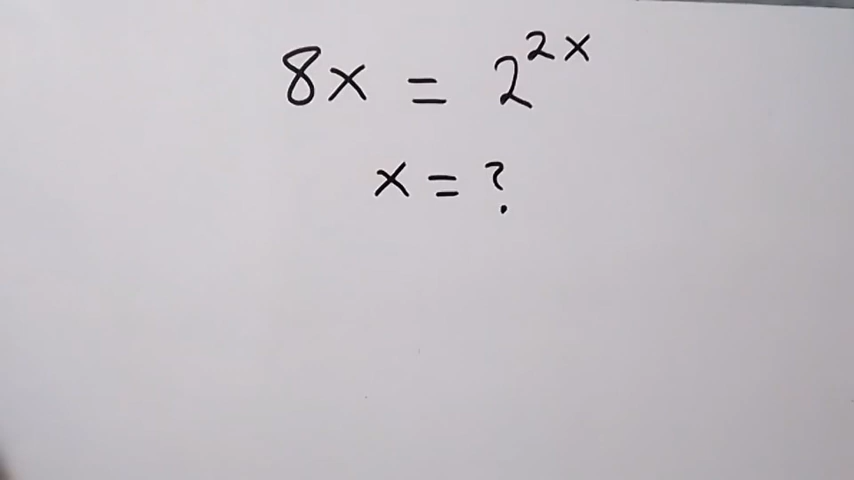 8x = 2^{2x}
x = ?